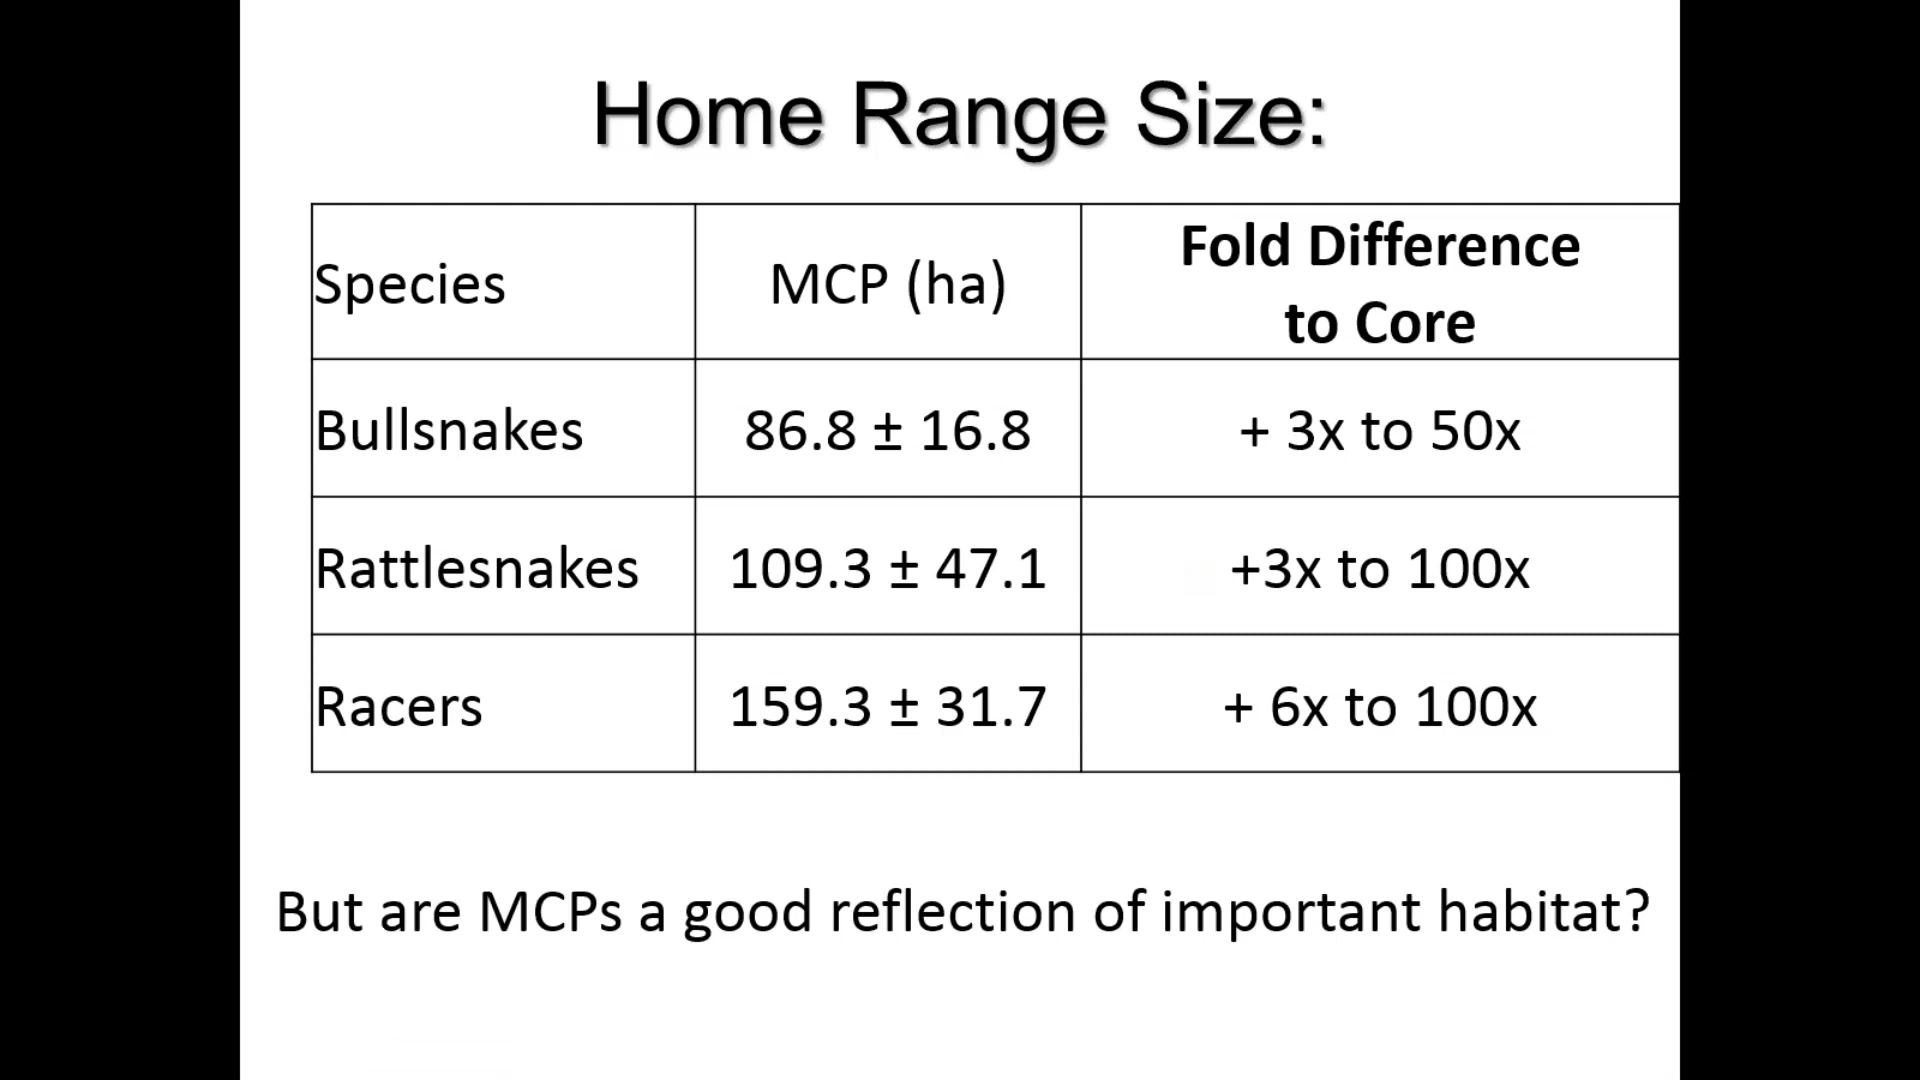 Home Range Size:
Species MCP (ha) Fold Difference
to Core
Bullsnakes 86.8 ± 16.8 + 3x to 50x
Rattlesnakes 109.3 ± 47.1 +3x to 100x
Racers 159.3 ± 31.7 + 6x to 100x
But are MCPs a good reflection of important habitat?